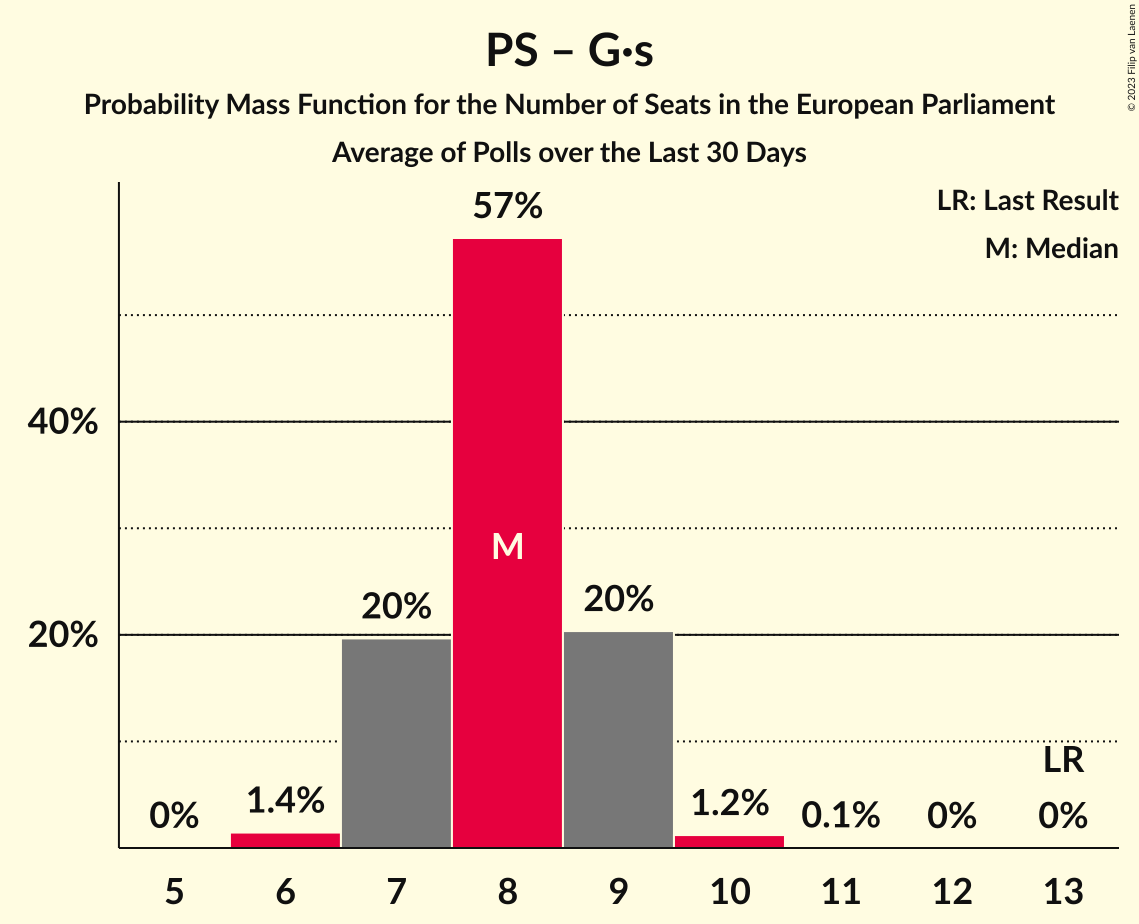 PS – G·s
Probability Mass Function for the Number of Seats in the European Parliament
Average of Polls over the Last 30 Days
© 2023 Filip van Laenen
LR: Last Result
M: Median
57%
40%
M
20%
20%
20%
LR
0%
1.4%
1.2%
0.1%
0%
0%
5 6 7 8 9 10 11 12 13